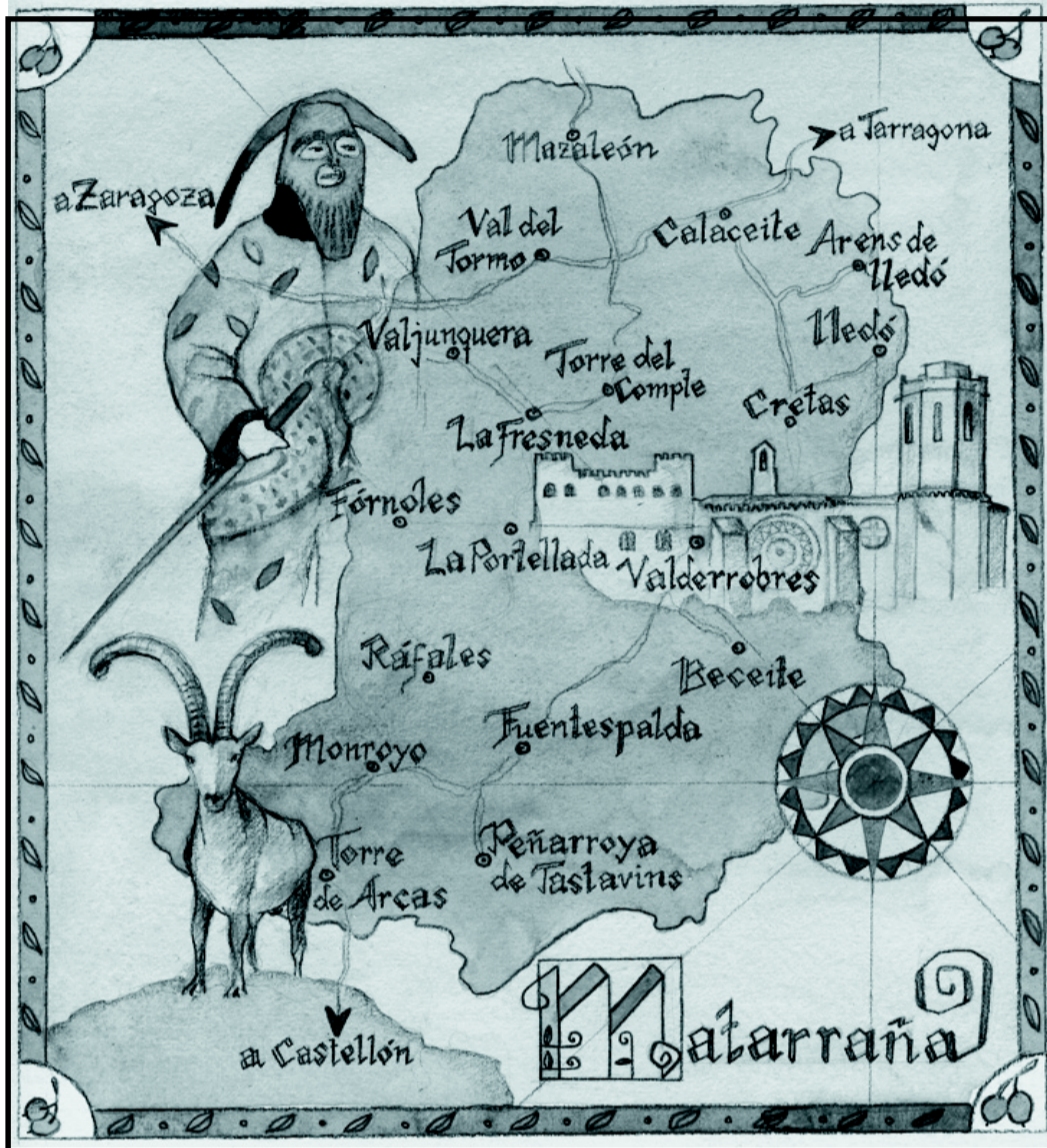 Mazaleón
a Tarragona
a Zaragoza
Val del
Tormo
Calaceite
Arens de
lledó
lledó
Valjunquera
Torre del
Comple
Cretas
La Fresneda
Fórnoles
La Portellada
Valderrobres
Ráfales
Beceite
Fuentespalda
Monroyo
Torre
de Arcas
Peñarroya
de Tastavins
Matarraña
a Castellón